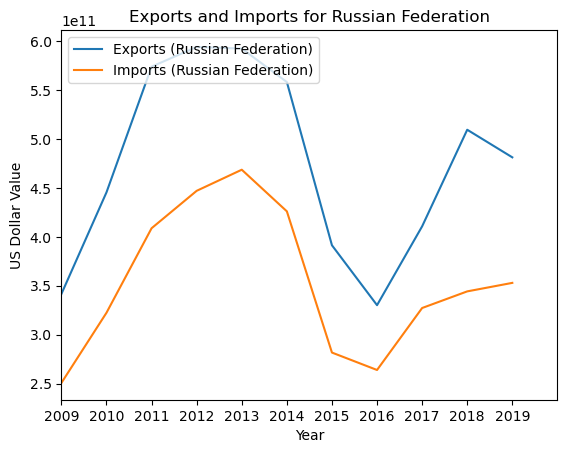 Exports and Imports for Russian Federation
1e11
Exports (Russian Federation)
Imports (Russian Federation)
6.0
5.5
5.0
4.5
4.0
3.5
3.0
2.5
US Dollar Value
2009 2010 2011 2012 2013 2014 2015 2016 2017 2018 2019
Year